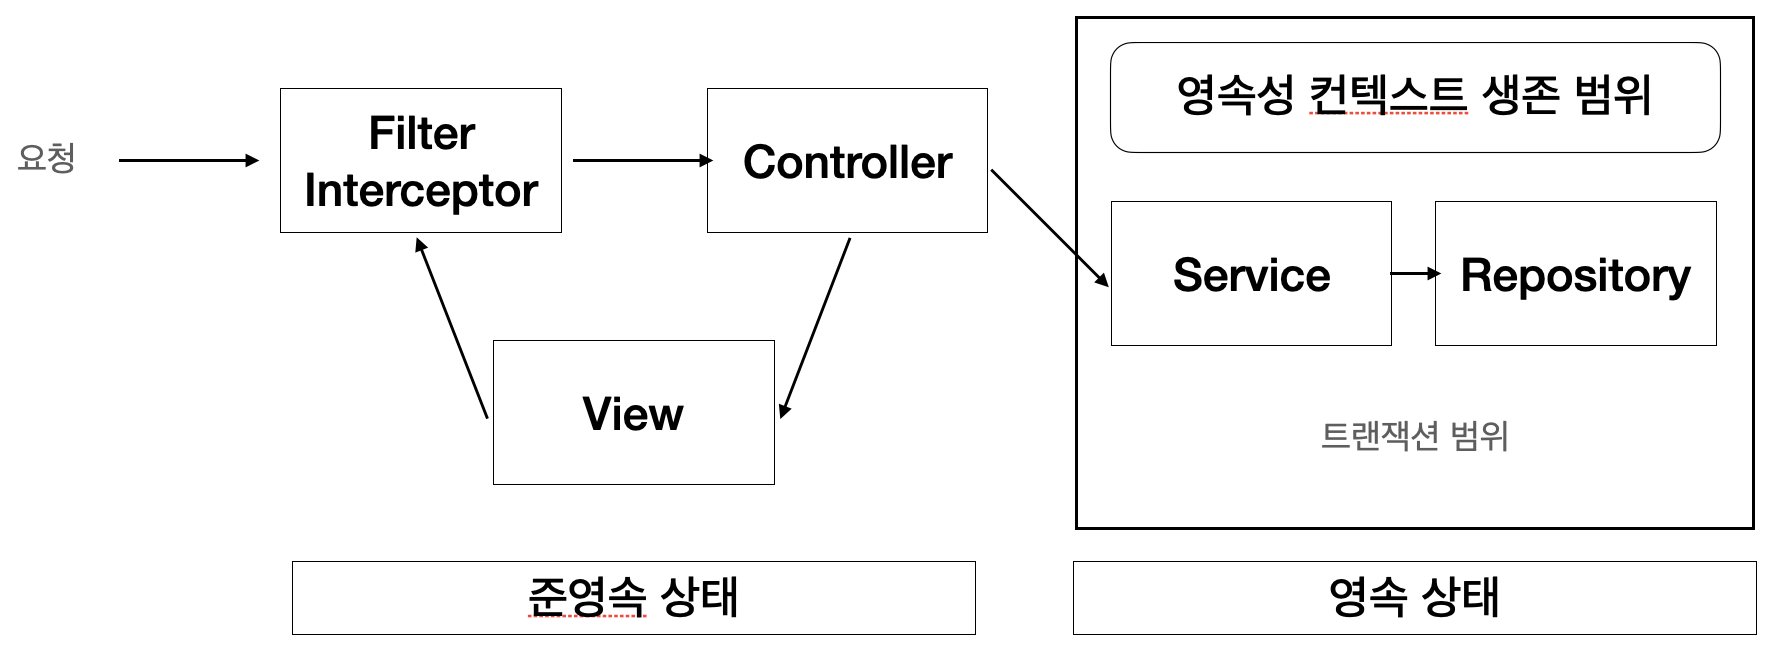 요청
Filter
Interceptor
Controller
영속성 컨텍스트 생존 범위
Service
Repository
View
트랜잭션 범위
준영속 상태
영속 상태